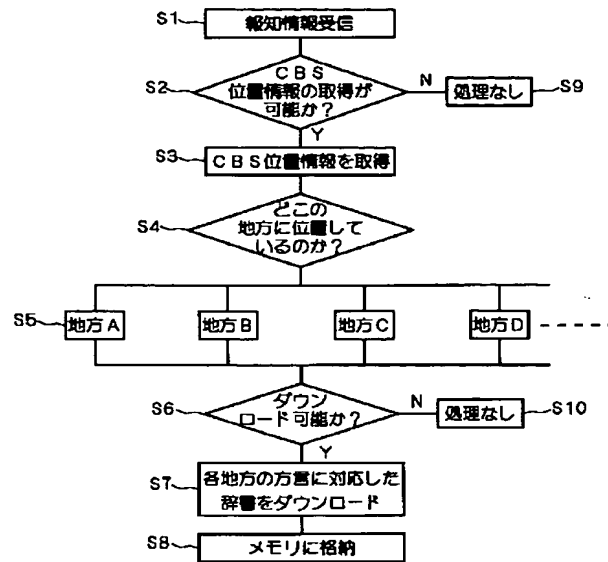 S1
報知情報受信
S2
CBS
位置情報の取得が
可能か？
N
処理なし
S9
Y
S3
CBS位置情報を取得
S4
どこの
地方に位置して
いるのか？
S5
地方A
地方B
地方C
地方D
S6
ダウン
ロード可能か？
N
処理なし
S10
Y
S7
各地方の方言に対応した
辞書をダウンロード
S8
メモリに格納